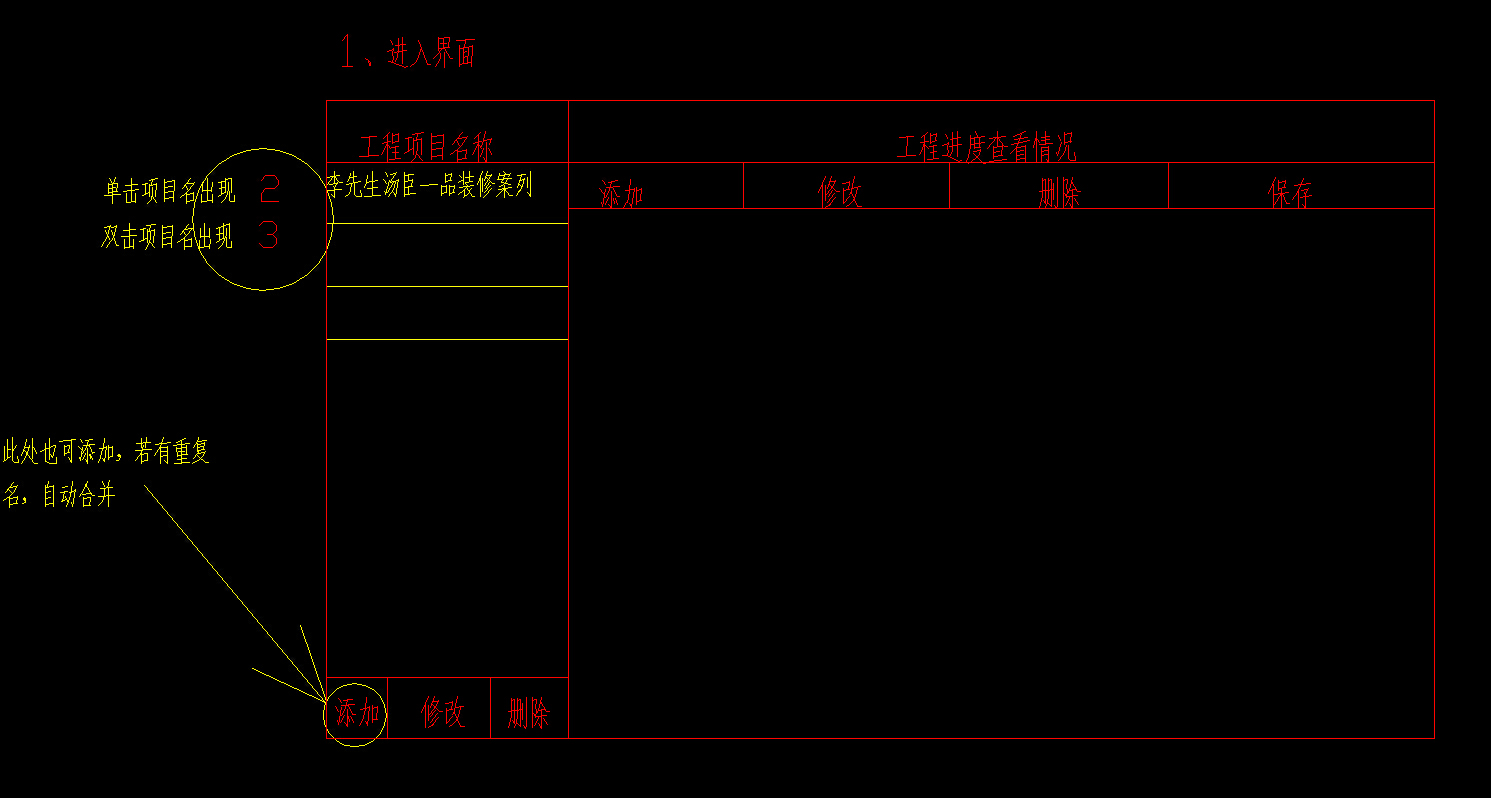 1、进入界面
工程项目名称
工程进度查看情况
单击项目名出现 2
双击项目名出现 3
李先生汤臣一品装修案列
添加 修改 删除 保存
此处也可添加，若有重复
名，自动合并
添加 修改 删除